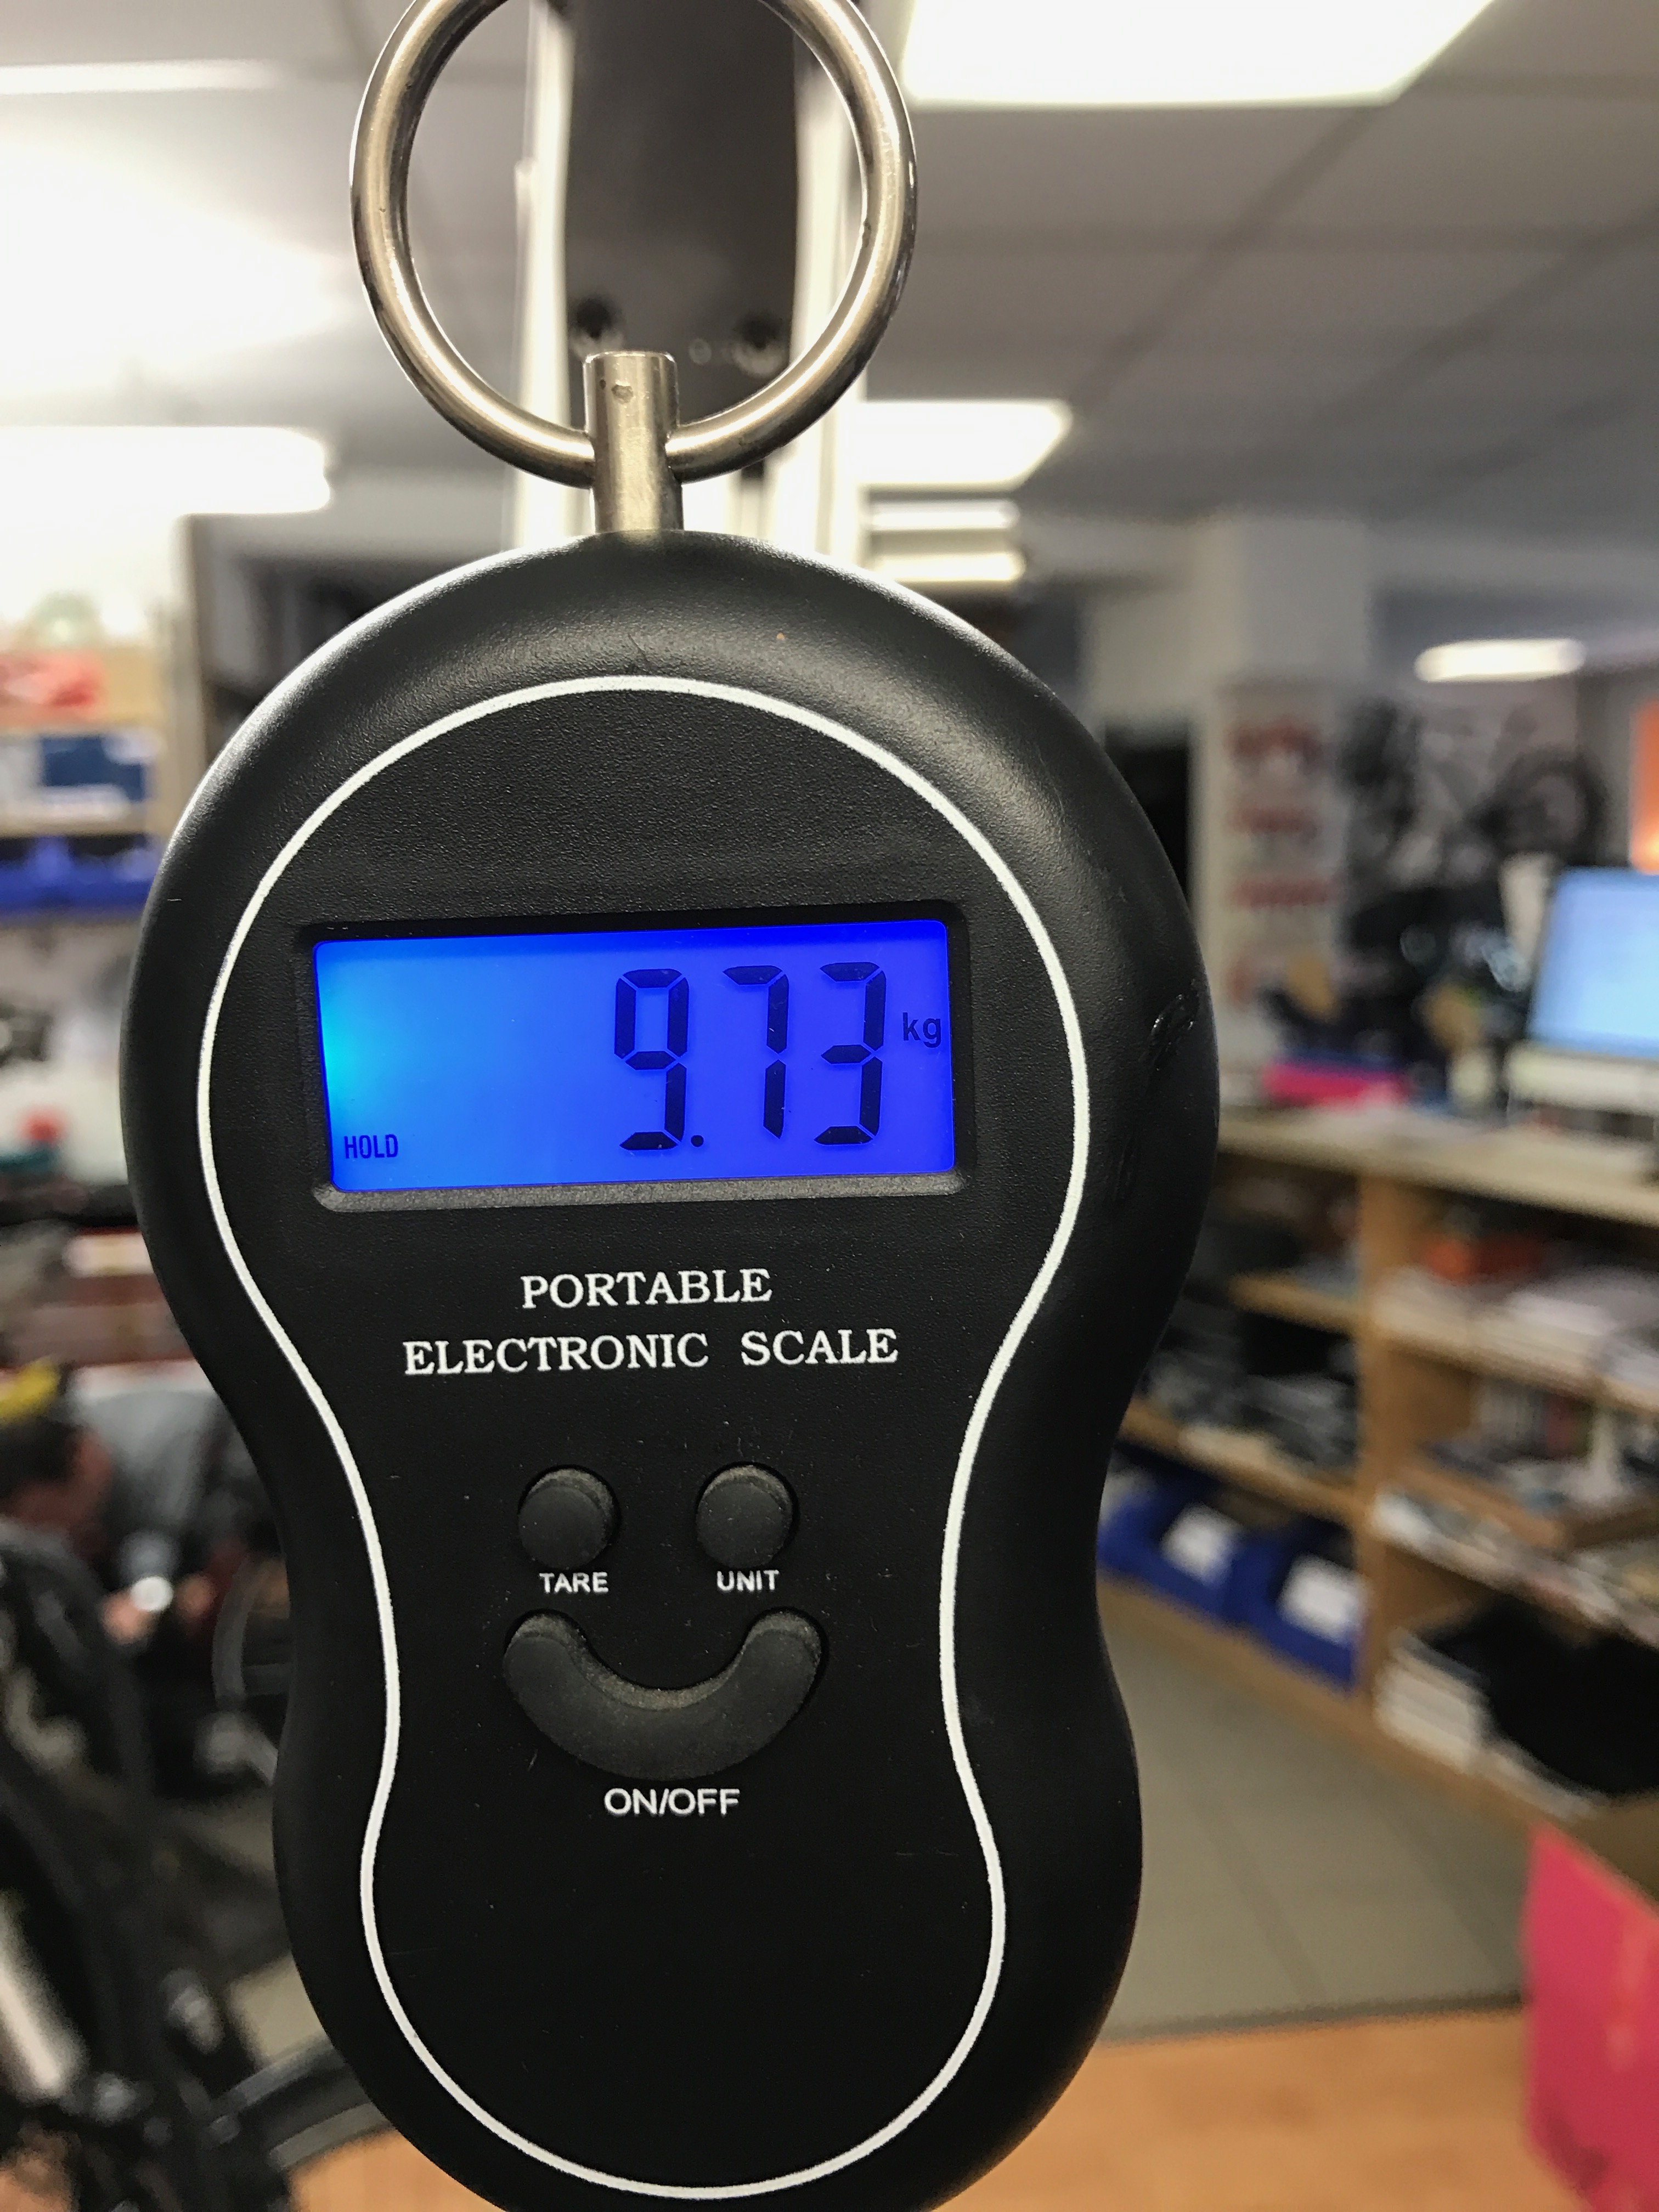 9.73 kg
HOLD
PORTABLE
ELECTRONIC SCALE
TARE UNIT
ON/OFF